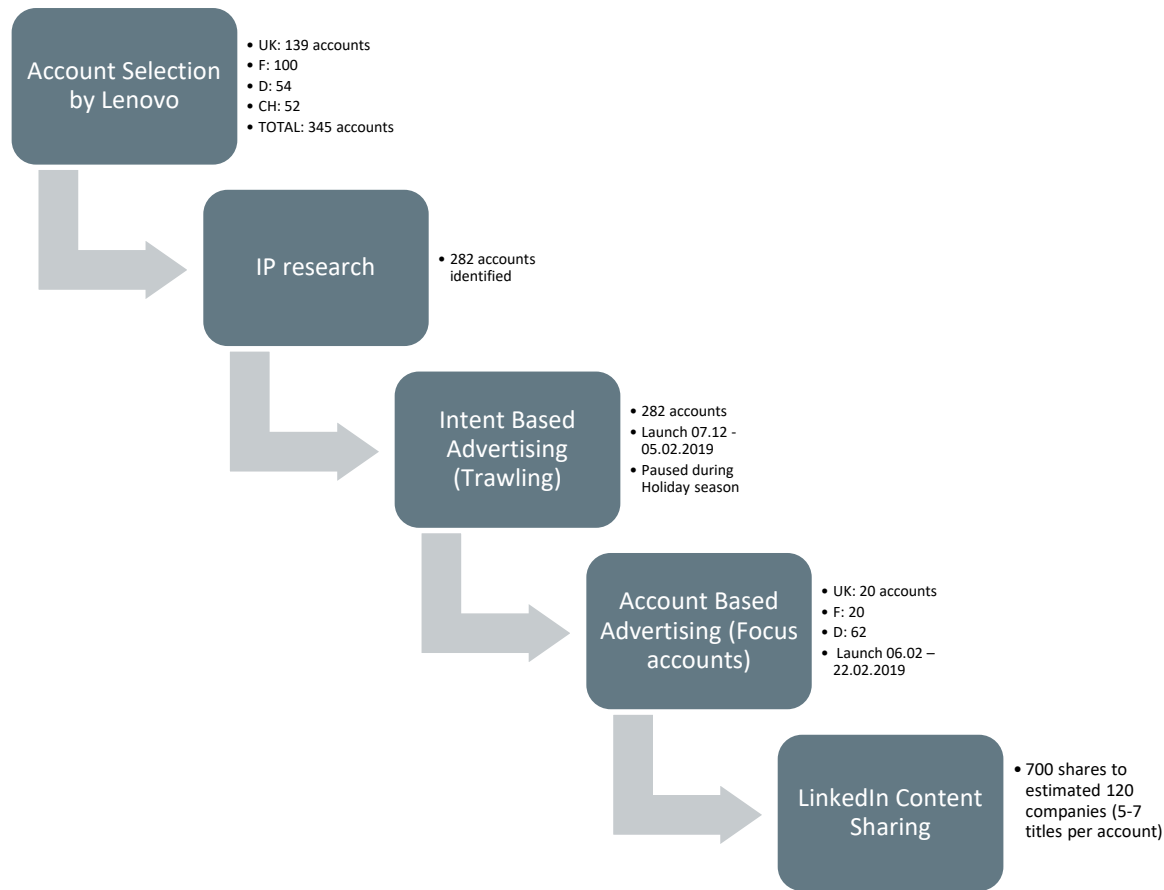 Account Selection
by Lenovo
• UK: 139 accounts
• F: 100
• D: 54
• CH: 52
• TOTAL: 345 accounts
IP research
• 282 accounts
identified
Intent Based
Advertising
(Trawling)
• 282 accounts
• Launch 07.12 -
05.02.2019
• Paused during
Holiday season
Account Based
Advertising (Focus
accounts)
• UK: 20 accounts
• F: 20
• D: 62
• Launch 06.02 –
22.02.2019
LinkedIn Content
Sharing
• 700 shares to
estimated 120
companies (5-7
titles per account)